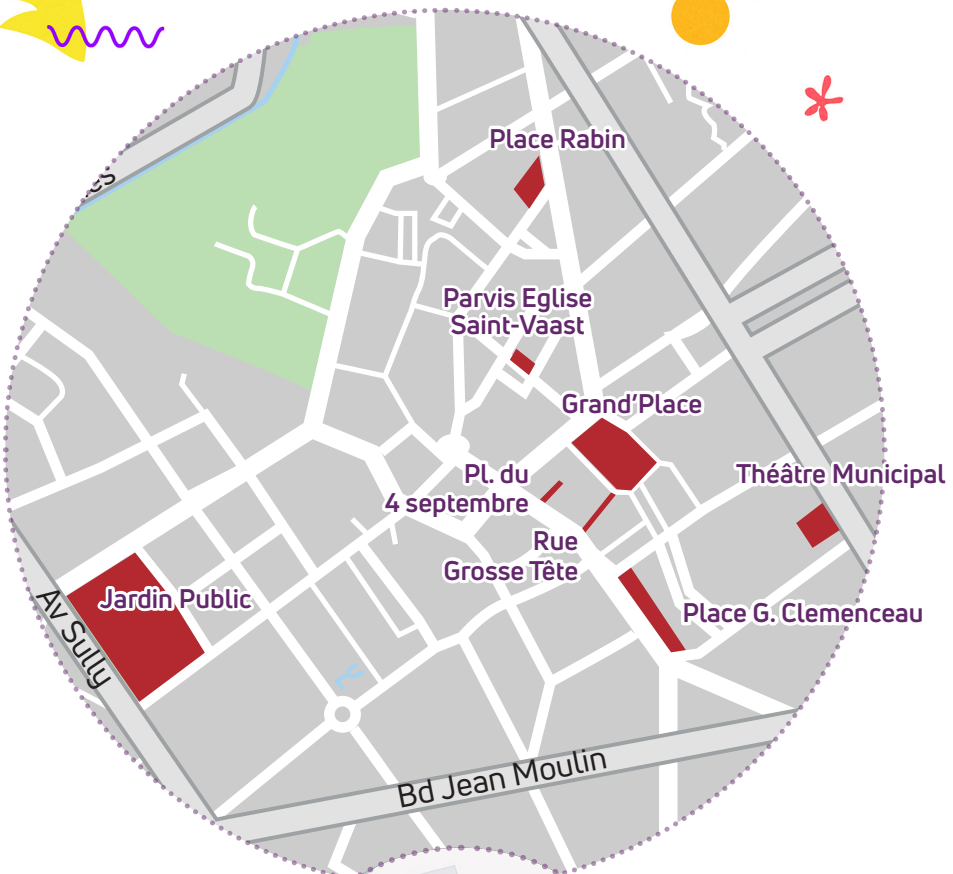 Place Rabin
Parvis Eglise
Saint-Vaast
Grand'Place
Pl. du
4 septembre
Théâtre Municipal
Rue
Grosse Tête
Jardin Public
Place G. Clemenceau
Av Sully
Bd Jean Moulin